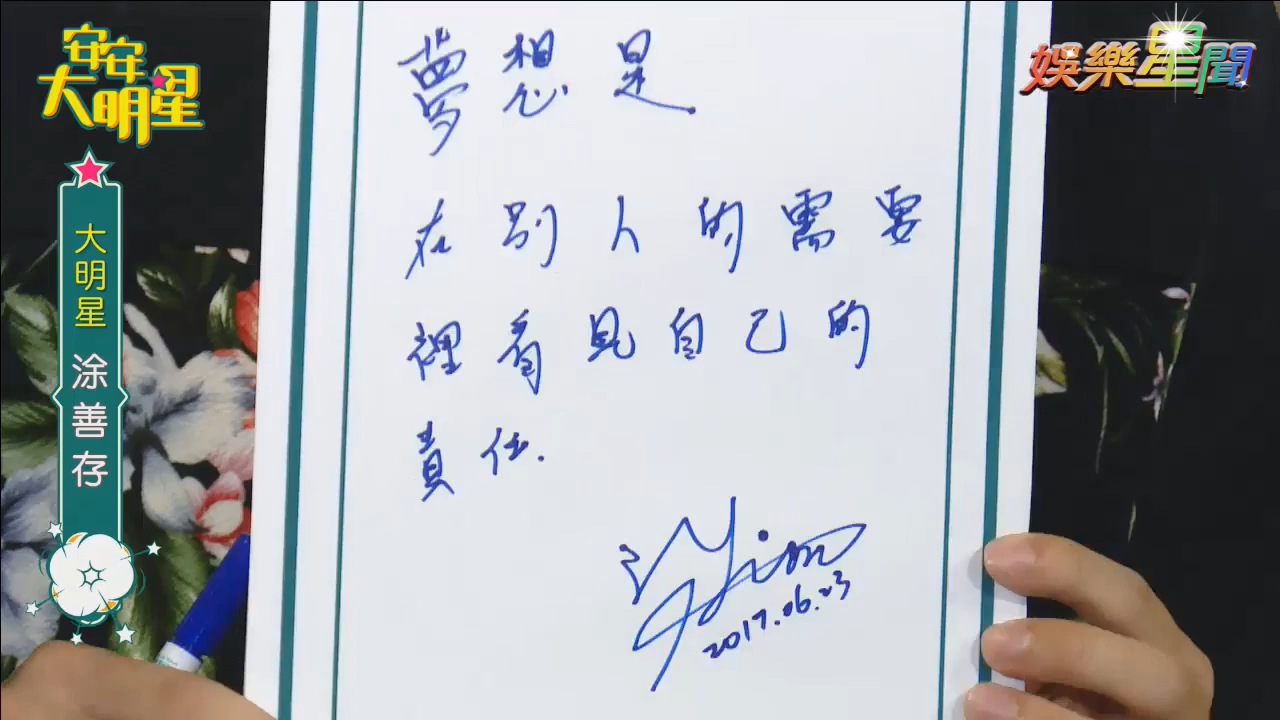 安安
大明星
大明星 涂善存
娛樂星聞
夢想是
在別人的需要
裡看見自己的
責任.
2017.06.23